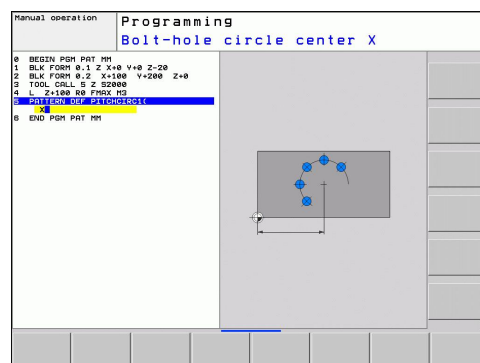 Manual operation
Programming
Bolt-hole circle center X
0 BEGIN PGM PAT MM
1 BLK FORM 0.1 Z X+0 Y+0 Z-20
2 BLK FORM 0.2 X+100 Y+200 Z+0
3 TOOL CALL 5 Z S2000
4 L Z+100 R0 FMAX M3
5 PATTERN DEF PITCHCIRC1(
X
6 END PGM PAT MM